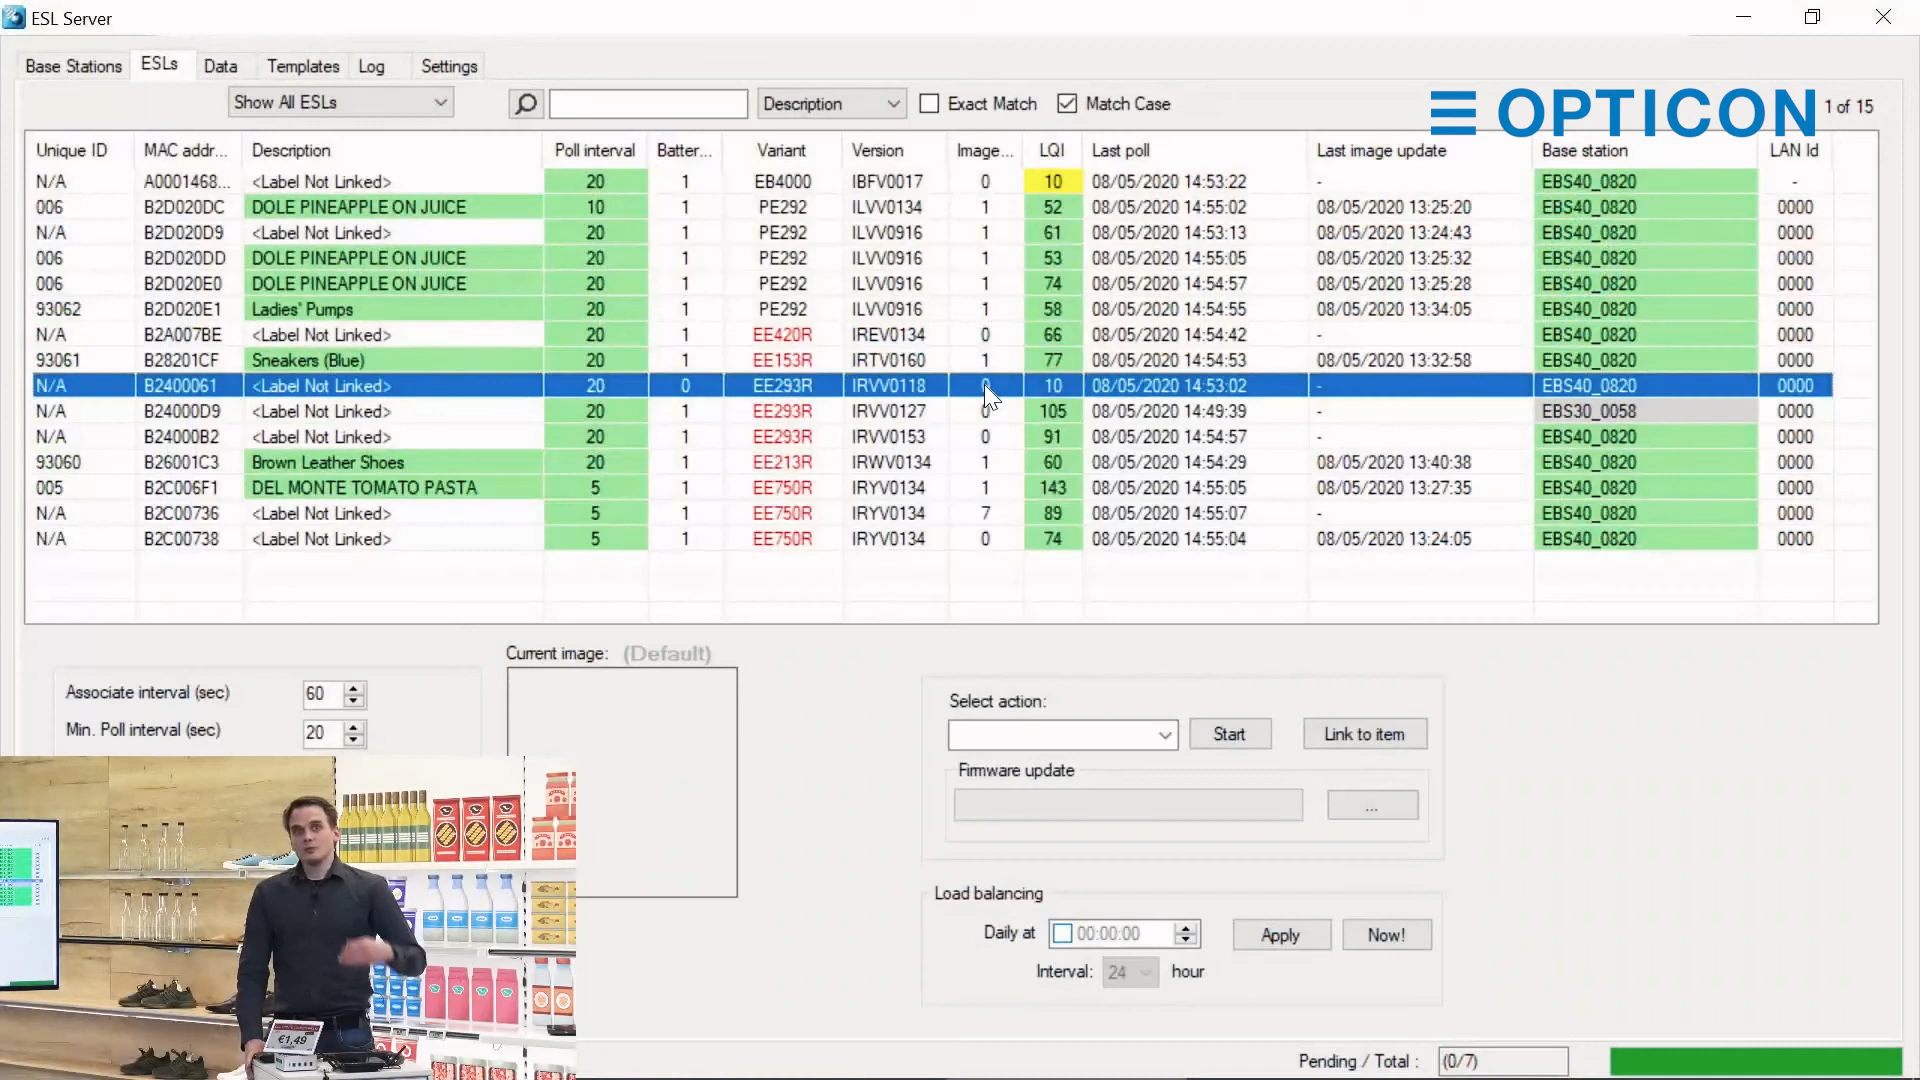 ESL Server
Base Stations ESLs Data Templates Log Settings
Show All ESLs Description Exact Match Match Case OPTICON 1 of 15
Unique ID MAC addr... Description Poll interval Batter... Variant Version Image... LQI Last poll Last image update Base station LAN Id
N/A A0001468... <Label Not Linked> 20 1 EB4000 IBFV0017 0 10 08/05/2020 14:53:22 - EBS40_0820 -
006 B2D020DC DOLE PINEAPPLE ON JUICE 10 1 PE292 ILVV0134 1 52 08/05/2020 14:55:02 08/05/2020 13:25:20 EBS40_0820 0000
N/A B2D020D9 <Label Not Linked> 20 1 PE292 ILVV0916 1 61 08/05/2020 14:53:13 08/05/2020 13:24:43 EBS40_0820 0000
006 B2D020DD DOLE PINEAPPLE ON JUICE 20 1 PE292 ILVV0916 1 53 08/05/2020 14:55:05 08/05/2020 13:25:32 EBS40_0820 0000
006 B2D020E0 DOLE PINEAPPLE ON JUICE 20 1 PE292 ILVV0916 1 74 08/05/2020 14:54:57 08/05/2020 13:25:28 EBS40_0820 0000
93062 B2D020E1 Ladies' Pumps 20 1 PE292 ILVV0916 1 58 08/05/2020 14:54:55 08/05/2020 13:34:05 EBS40_0820 0000
N/A B2A007BE <Label Not Linked> 20 1 EE420R IREV0134 0 66 08/05/2020 14:54:42 - EBS40_0820 0000
93061 B28201CF Sneakers (Blue) 20 1 EE153R IRTV0160 1 77 08/05/2020 14:54:53 08/05/2020 13:32:58 EBS40_0820 0000
N/A B2400061 <Label Not Linked> 20 0 EE293R IRVV0118 0 10 08/05/2020 14:53:02 - EBS40_0820 0000
N/A B24000D9 <Label Not Linked> 20 1 EE293R IRVV0127 0 105 08/05/2020 14:49:39 - EBS30_0058 0000
N/A B24000B2 <Label Not Linked> 20 1 EE293R IRVV0153 0 91 08/05/2020 14:54:57 - EBS40_0820 0000
93060 B26001C3 Brown Leather Shoes 20 1 EE213R IRWV0134 1 60 08/05/2020 14:54:29 08/05/2020 13:40:38 EBS40_0820 0000
005 B2C006F1 DEL MONTE TOMATO PASTA 5 1 EE750R IRYV0134 1 143 08/05/2020 14:55:05 08/05/2020 13:27:35 EBS40_0820 0000
N/A B2C00736 <Label Not Linked> 5 1 EE750R IRYV0134 7 89 08/05/2020 14:55:07 - EBS40_0820 0000
N/A B2C00738 <Label Not Linked> 5 1 EE750R IRYV0134 0 74 08/05/2020 14:55:04 08/05/2020 13:24:05 EBS40_0820 0000
Current image: (Default)
Associate interval (sec) 60
Min. Poll interval (sec) 20
Select action:
Start Link to item
Firmware update
...
Load balancing
Daily at 00:00:00 Apply Now!
Interval: 24 hour
€1,49
Pending / Total : (0/7)